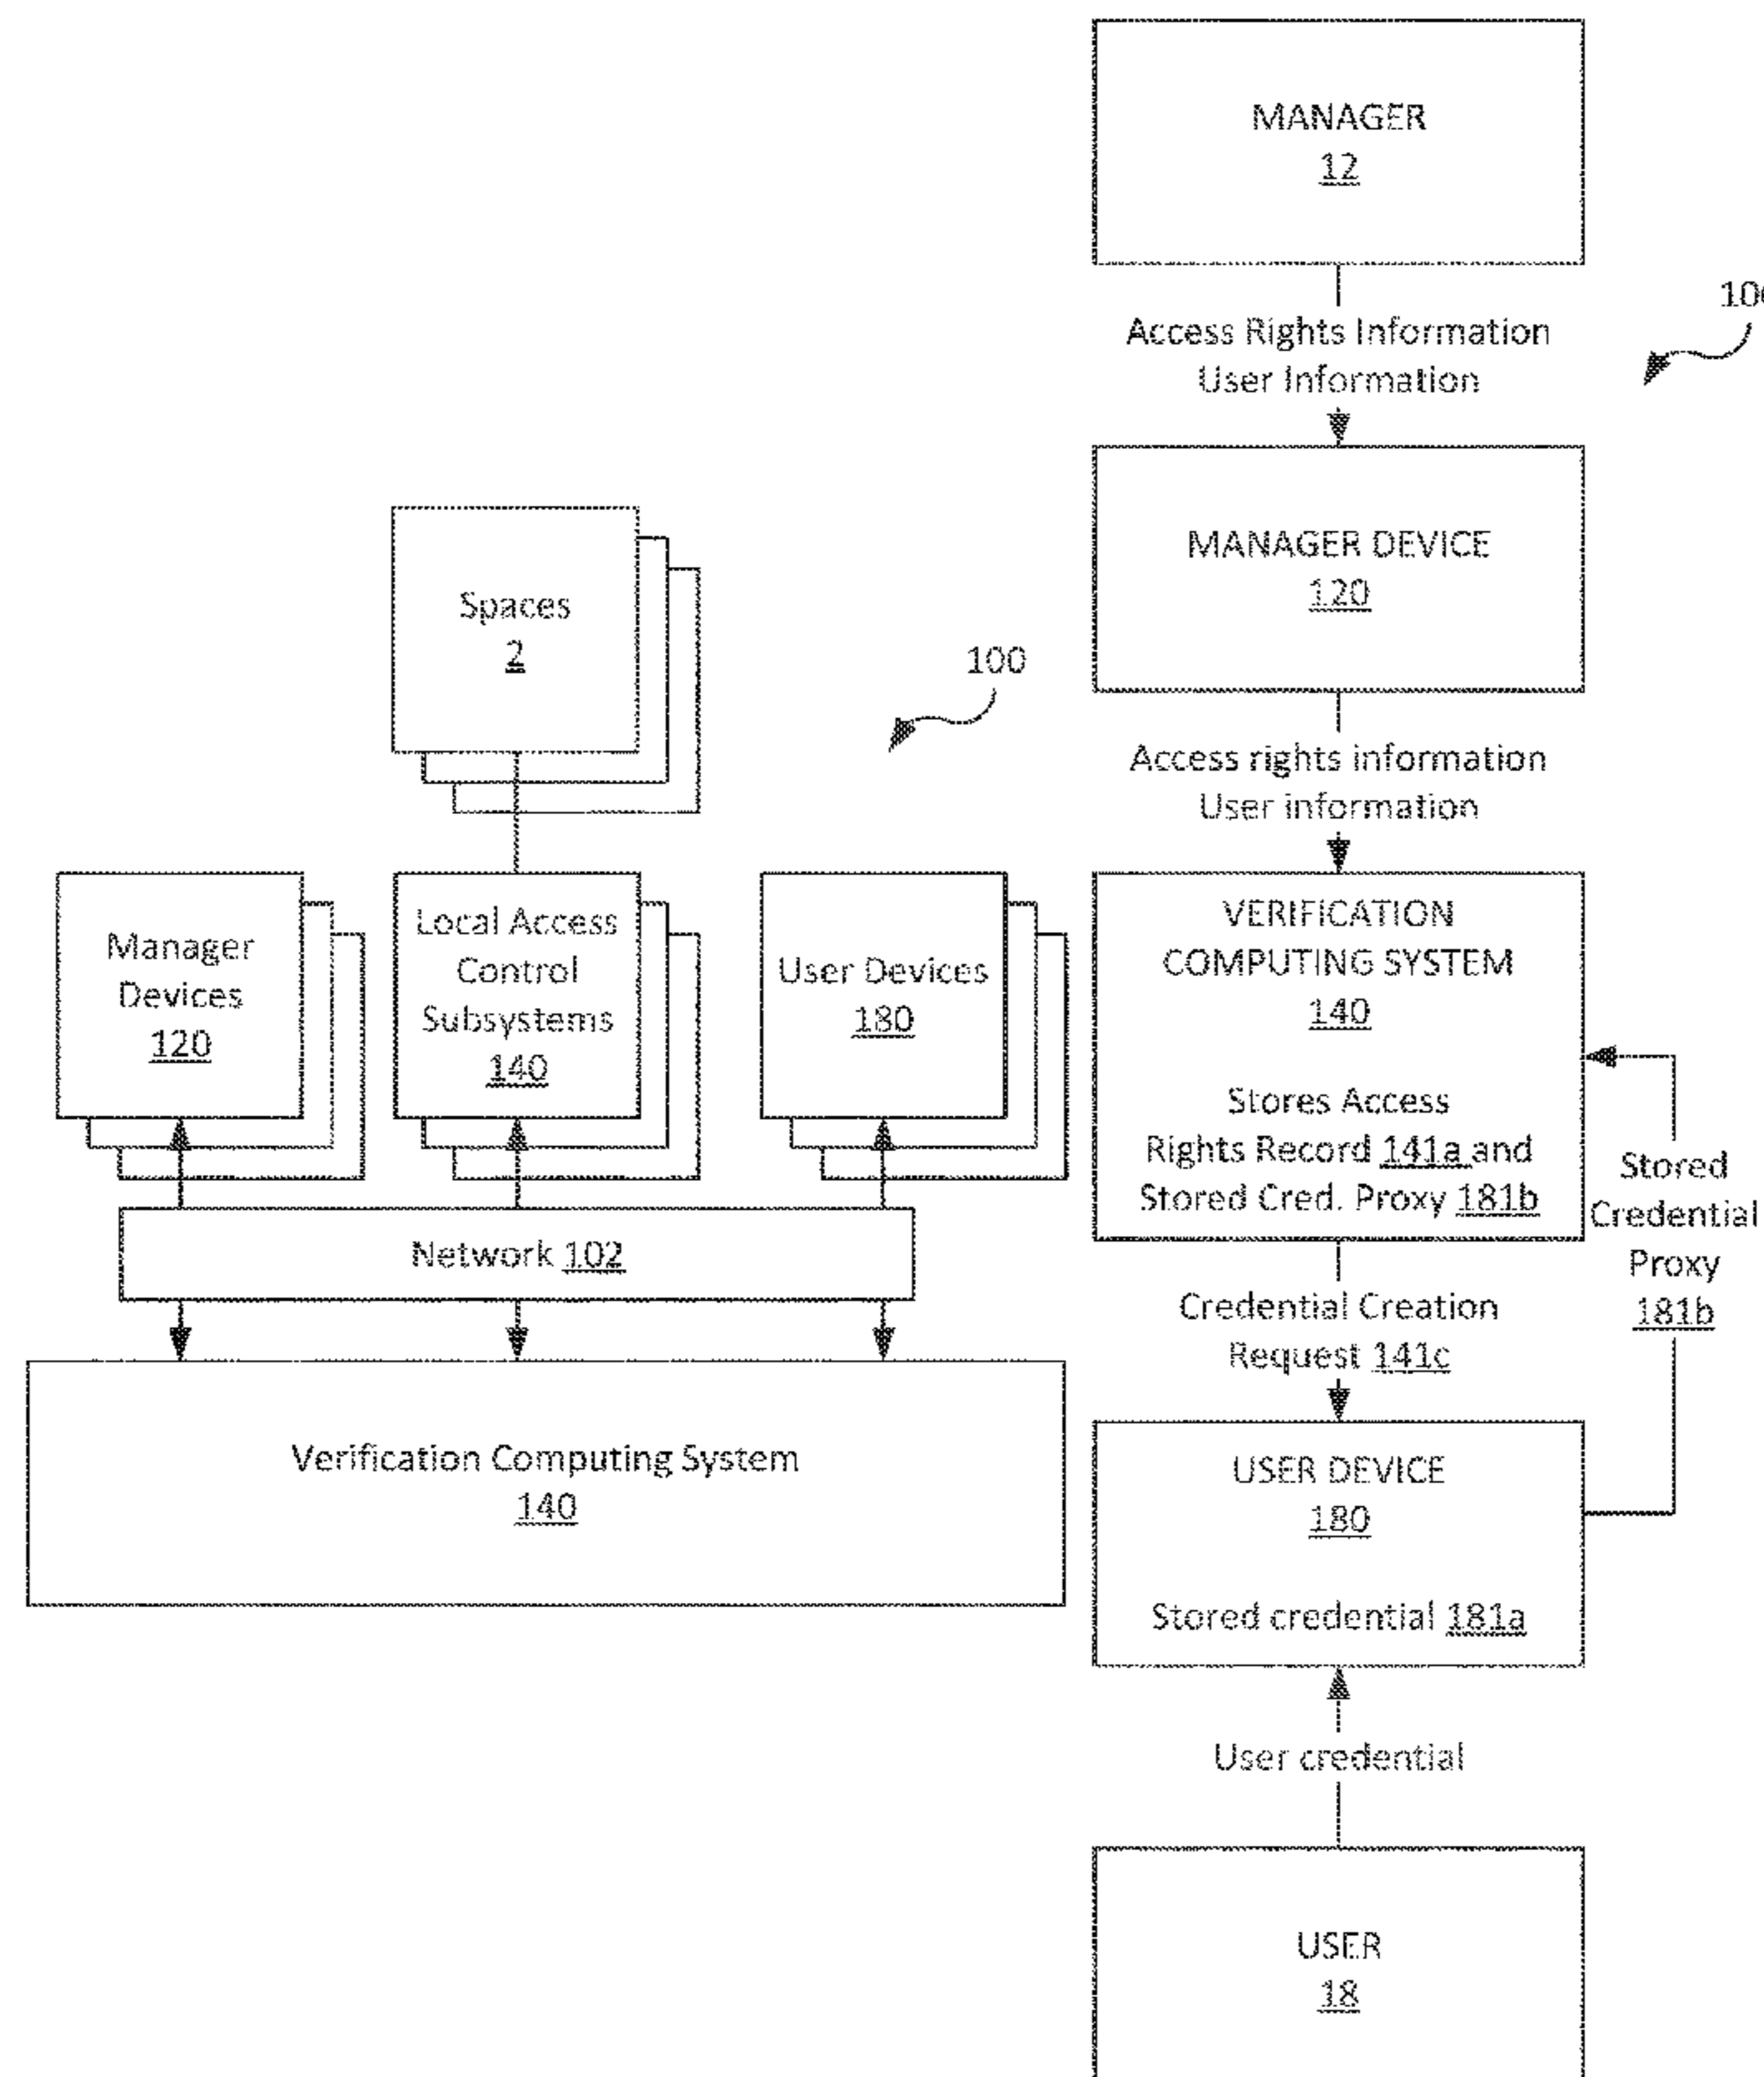 MANAGER
12
Access Rights Information
User Information
MANAGER DEVICE
120
Access rights information
User information
VERIFICATION
COMPUTING SYSTEM
140
Stores Access
Rights Record 141a and
Stored Cred. Proxy 181b
Stored
Credential
Proxy
181b
Credential Creation
Request 141c
USER DEVICE
180
Stored credential 181a
User credential
USER
18
Spaces
2
100
Manager
Devices
120
Local Access
Control
Subsystems
140
User Devices
180
Network 102
Verification Computing System
140